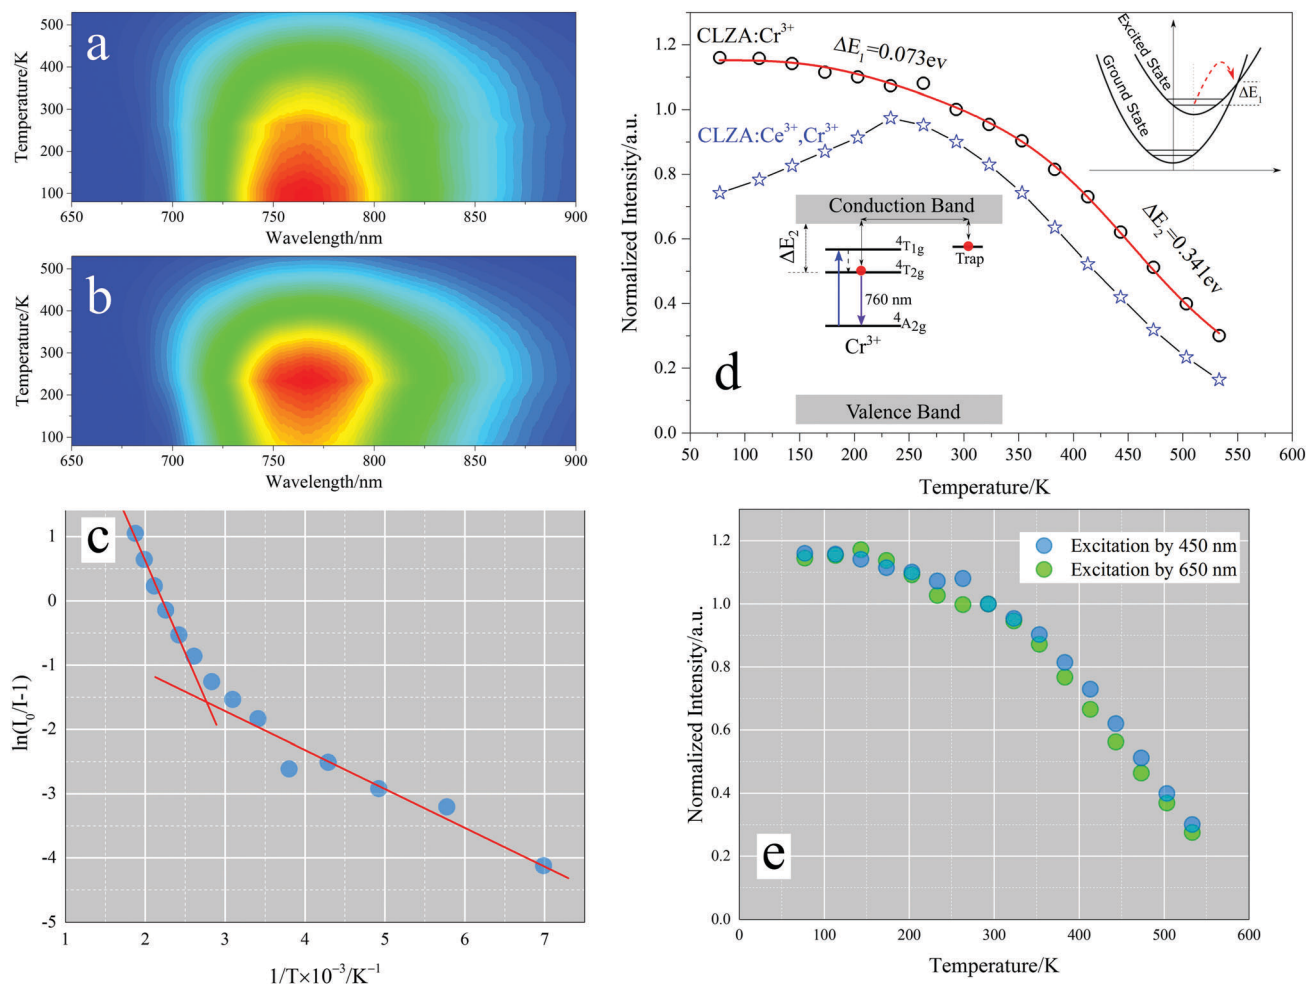 a
Temperature/K
500
400
300
200
100
650
700
750
800
850
900
Wavelength/nm
b
Temperature/K
500
400
300
200
100
650
700
750
800
850
900
Wavelength/nm
c
ln(I₀/I-1)
1
0
-1
-2
-3
-4
-5
1
2
3
4
5
6
7
1/T×10⁻³/K⁻¹
d
Normalized Intensity/a.u.
1.2
1.0
0.8
0.6
0.4
0.2
0.0
50
100
150
200
250
300
350
400
450
500
550
600
Temperature/K
CLZA:Cr³⁺
ΔE₁=0.073ev
CLZA:Ce³⁺,Cr³⁺
ΔE₂=0.341ev
Excited State
Ground State
ΔE₁
Conduction Band
ΔE₂
⁴T₁g
⁴T₂g
Trap
760 nm
⁴A₂g
Cr³⁺
Valence Band
e
Normalized Intensity/a.u.
1.2
1.0
0.8
0.6
0.4
0.2
0.0
0
100
200
300
400
500
600
Temperature/K
Excitation by 450 nm
Excitation by 650 nm